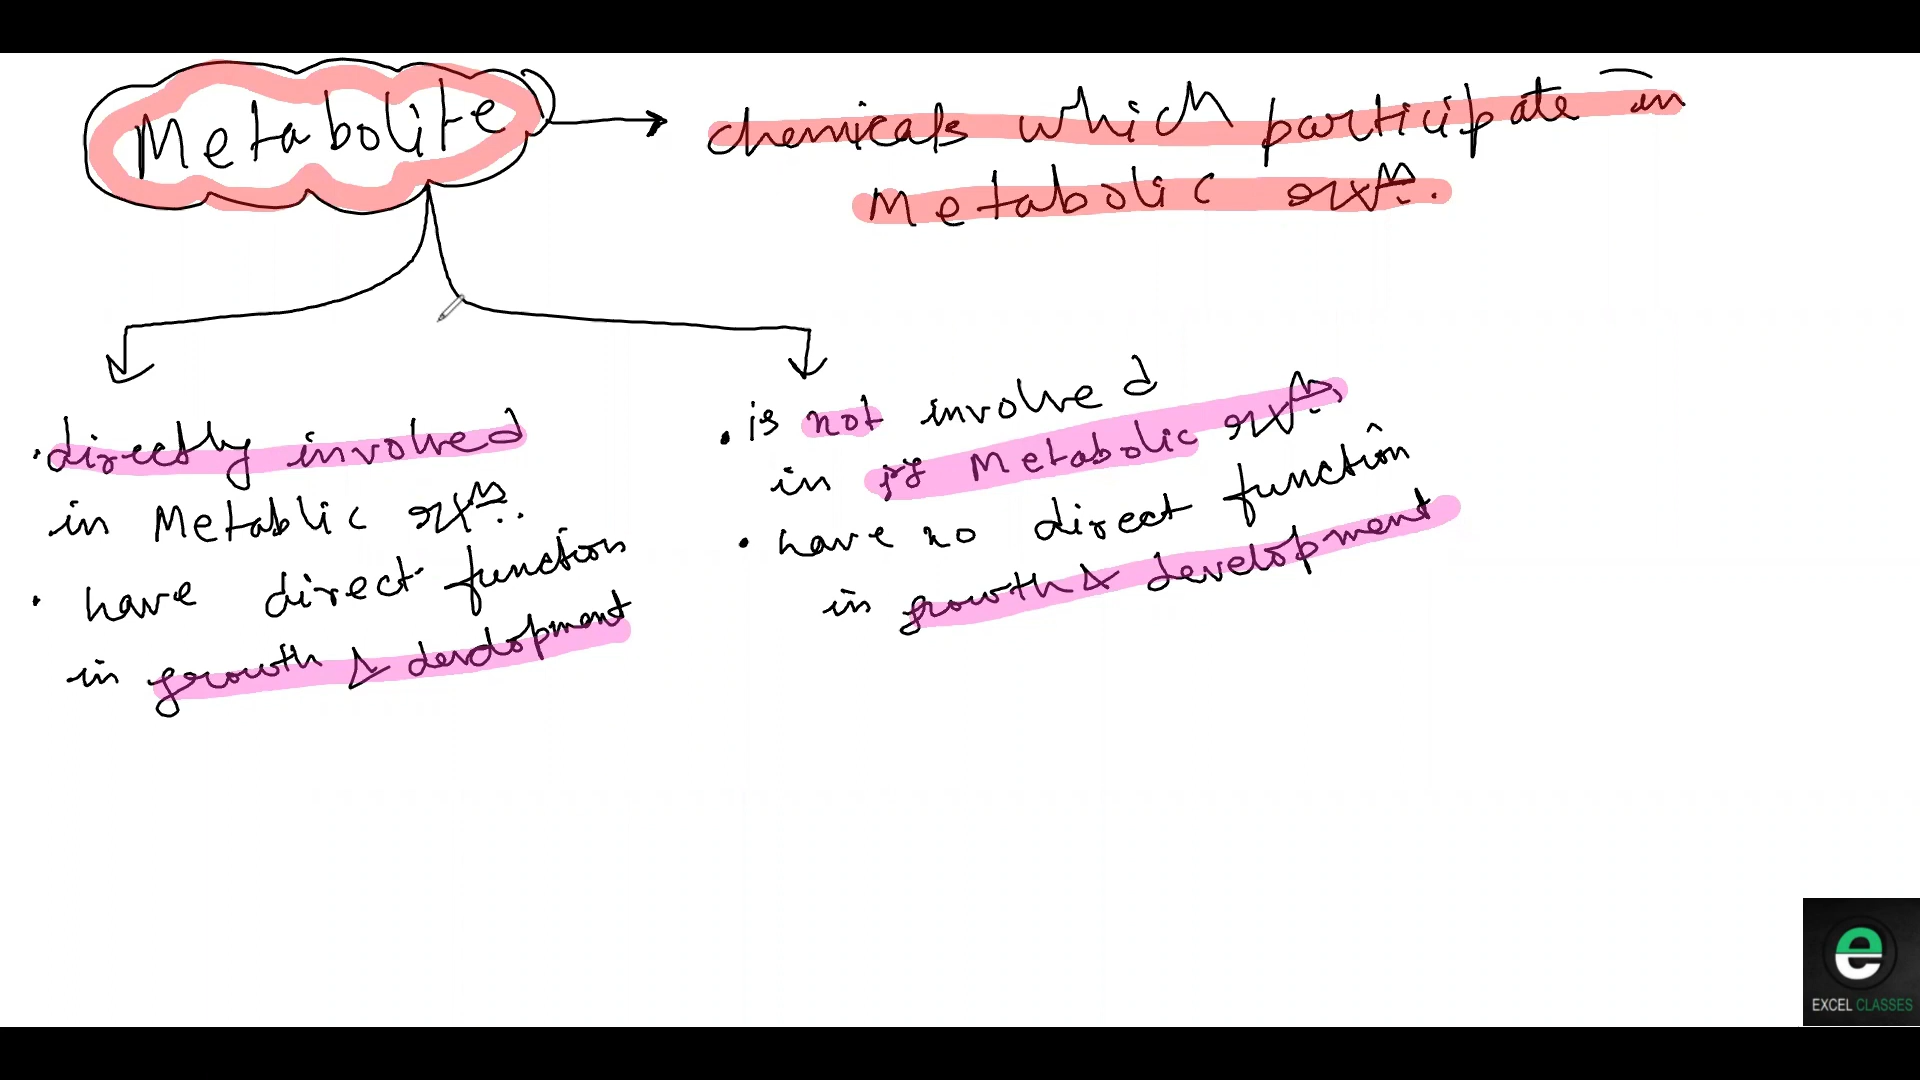 Metabolite → chemicals which participate in
Metabolic rxn.
· directly involved
in Metablic rxn.
· have direct function
in growth & development
· is not involved
in 1° Metabolic rxn.
· have no direct function
in growth & development
e
EXCEL CLASSES